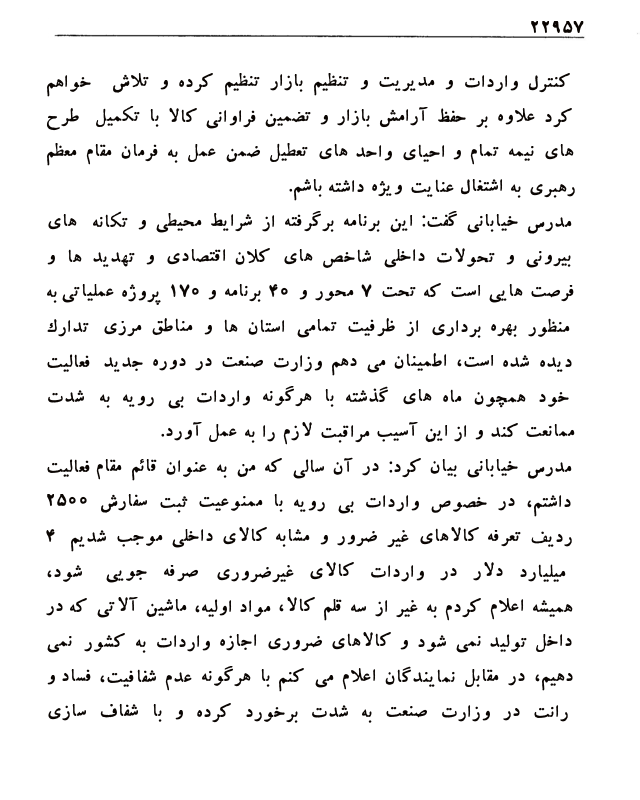 ۲۲۹۵۷
کنترل واردات و مدیریت و تنظیم بازار تنظیم کرده و تلاش خواهم
کرد علاوه بر حفظ آرامش بازار و تضمین فراوانی کالا با تکمیل طرح
های نیمه تمام و احیای واحد های تعطیل ضمن عمل به فرمان مقام معظم
رهبری به اشتغال عنایت ویژه داشته باشم.
مدرس خیابانی گفت: این برنامه برگرفته از شرایط محیطی و تکانه های
بیرونی و تحولات داخلی شاخص های کلان اقتصادی و تهدید ها و
فرصت هایی است که تحت ۷ محور و ۴۰ برنامه و ۱۷۰ پروژه عملیاتی به
منظور بهره برداری از ظرفیت تمامی استان ها و مناطق مرزی تدارك
دیده شده است، اطمینان می دهم وزارت صنعت در دوره جدید فعالیت
خود همچون ماه های گذشته با هرگونه واردات بی رویه به شدت
ممانعت کند و از این آسیب مراقبت لازم را به عمل آورد.
مدرس خیابانی بیان کرد: در آن سالی که من به عنوان قائم مقام فعالیت
داشتم، در خصوص واردات بی رویه با ممنوعیت ثبت سفارش ۲۵۰۰
ردیف تعرفه کالاهای غیر ضرور و مشابه کالای داخلی موجب شدیم ۴
میلیارد دلار در واردات کالای غیرضروری صرفه جویی شود،
همیشه اعلام کردم به غیر از سه قلم کالا، مواد اولیه، ماشین آلاتی که در
داخل تولید نمی شود و کالاهای ضروری اجازه واردات به کشور نمی
دهیم، در مقابل نمایندگان اعلام می کنم با هرگونه عدم شفافیت، فساد و
رانت در وزارت صنعت به شدت برخورد کرده و با شفاف سازی